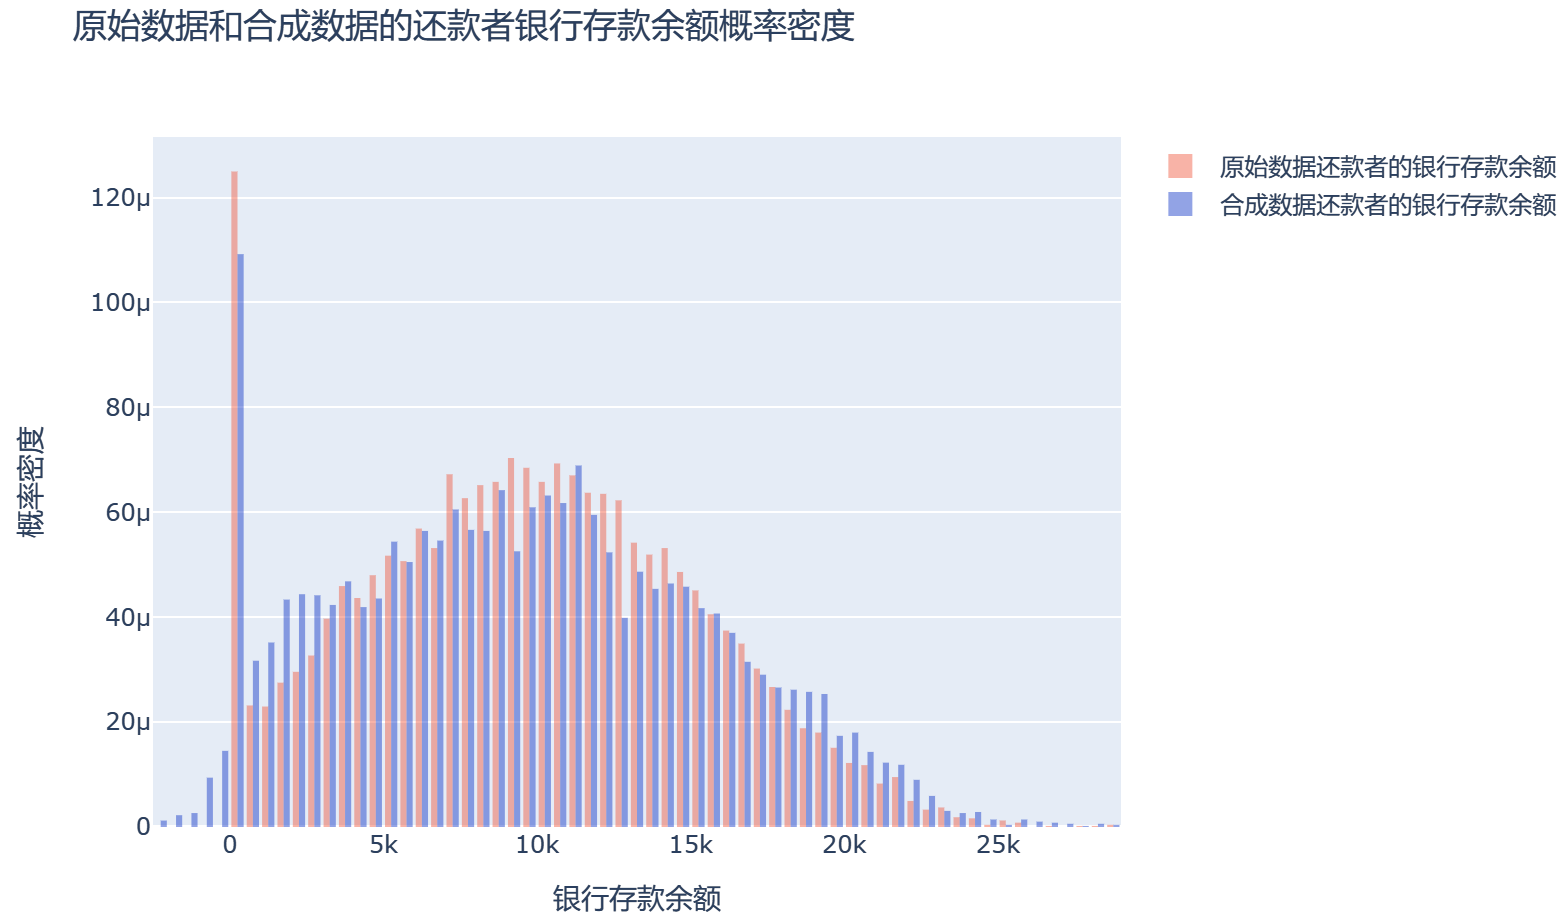 原始数据和合成数据的还款者银行存款余额概率密度
原始数据还款者的银行存款余额
合成数据还款者的银行存款余额
120μ
100μ
80μ
60μ
40μ
20μ
0
概率密度
0 5k 10k 15k 20k 25k
银行存款余额